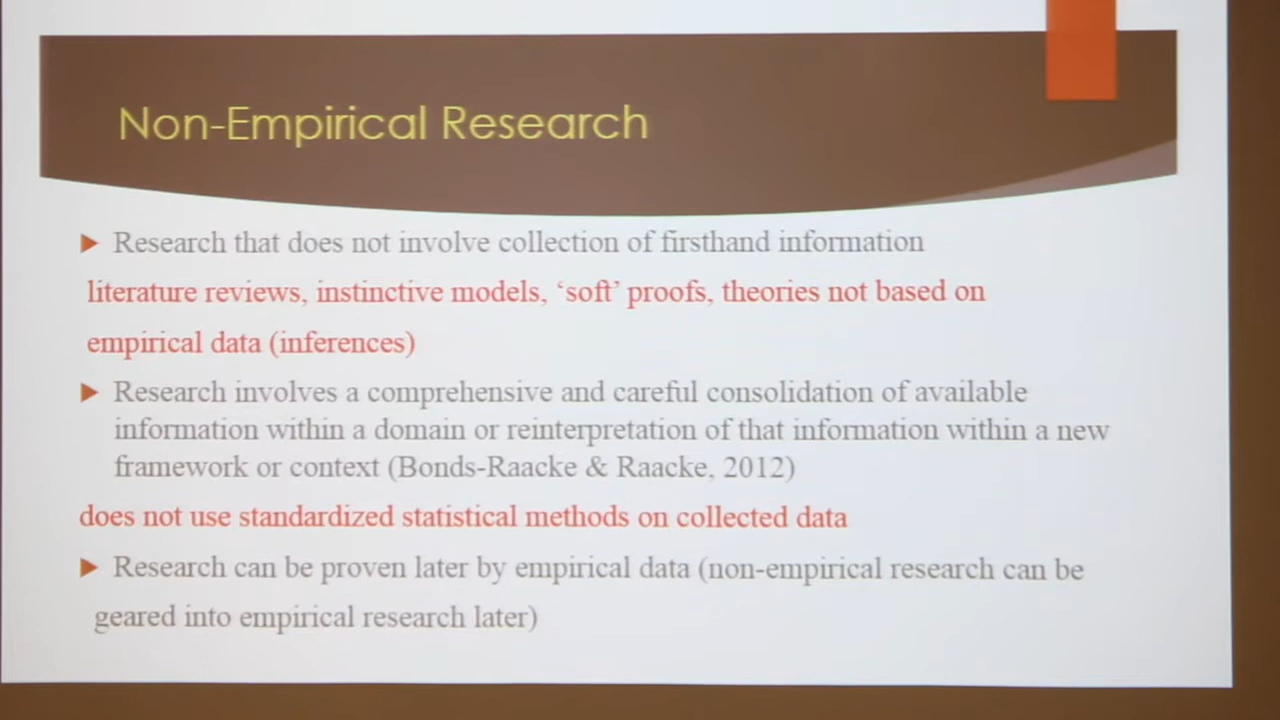 Non-Empirical Research
Research that does not involve collection of firsthand information
literature reviews, instinctive models, ‘soft’ proofs, theories not based on
empirical data (inferences)
Research involves a comprehensive and careful consolidation of available
information within a domain or reinterpretation of that information within a new
framework or context (Bonds-Raacke & Raacke, 2012)
does not use standardized statistical methods on collected data
Research can be proven later by empirical data (non-empirical research can be
geared into empirical research later)